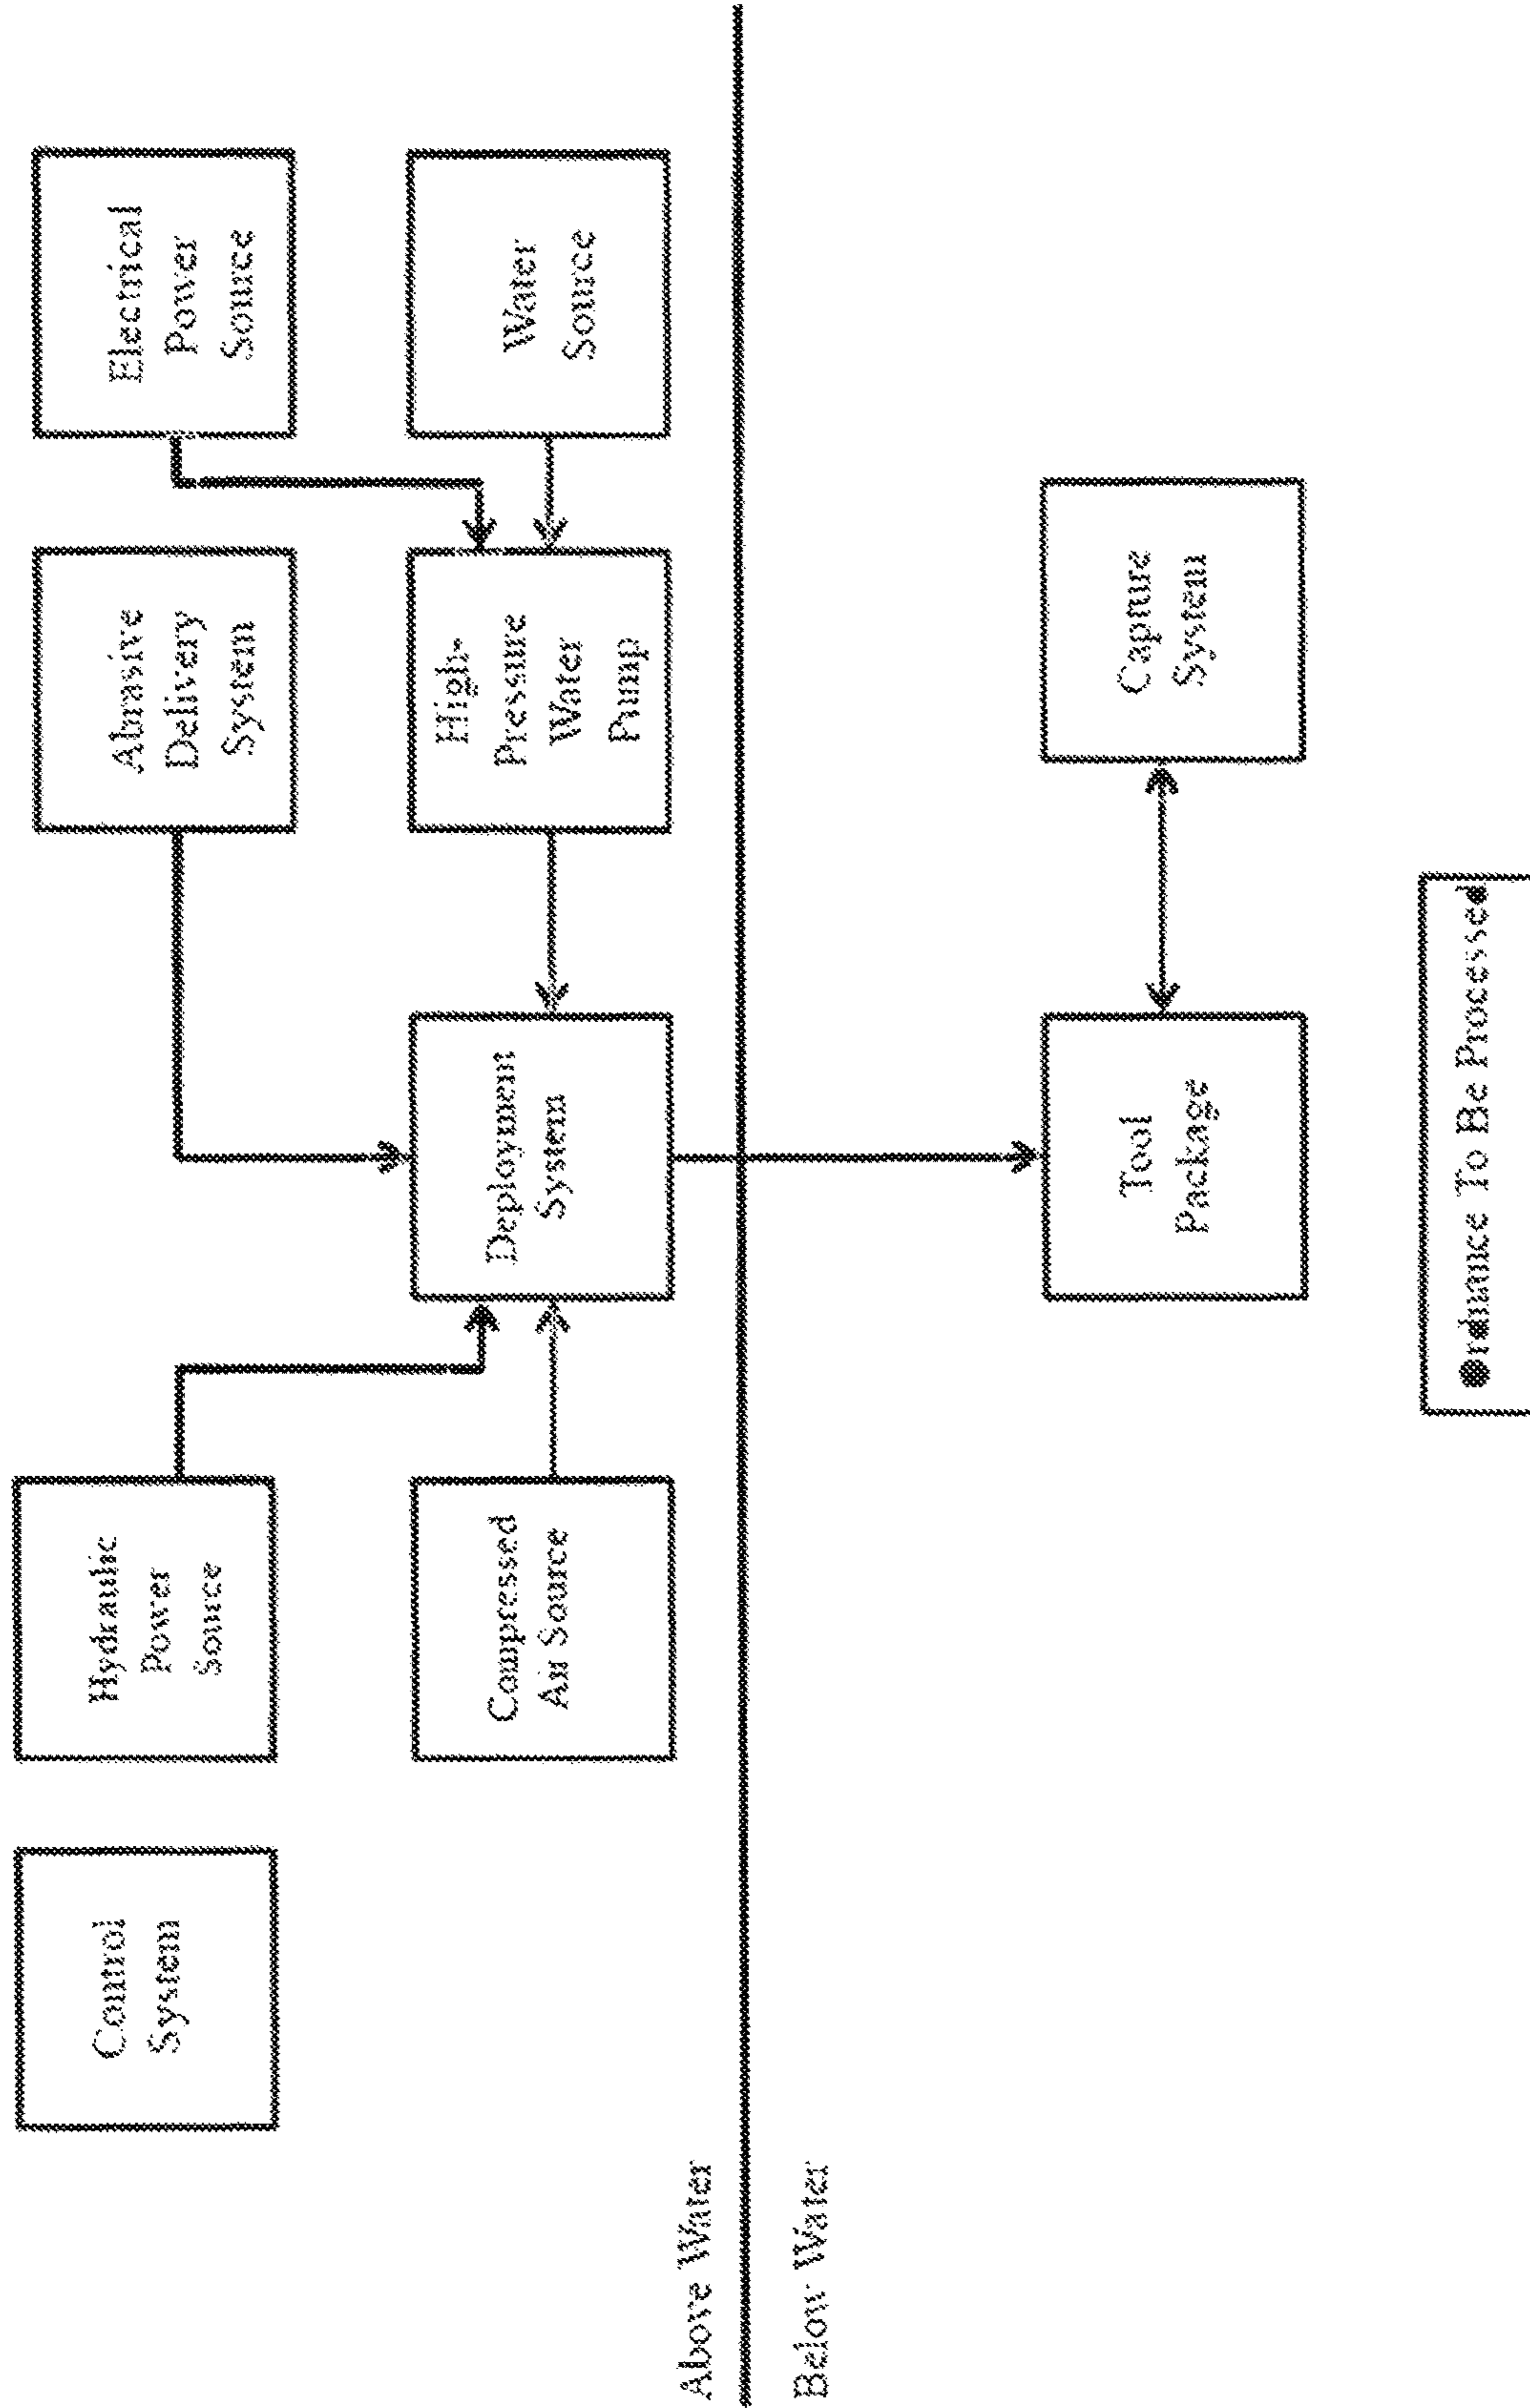 Control
System
Hydraulic
Power
Source
Abrasive
Delivery
System
Electrical
Power
Source
Compressed
Air Source
Deployment
System
High-
Pressure
Water
Pump
Water
Source
Above Water
Below Water
Tool
Package
Capture
System
Ordnance To Be Processed